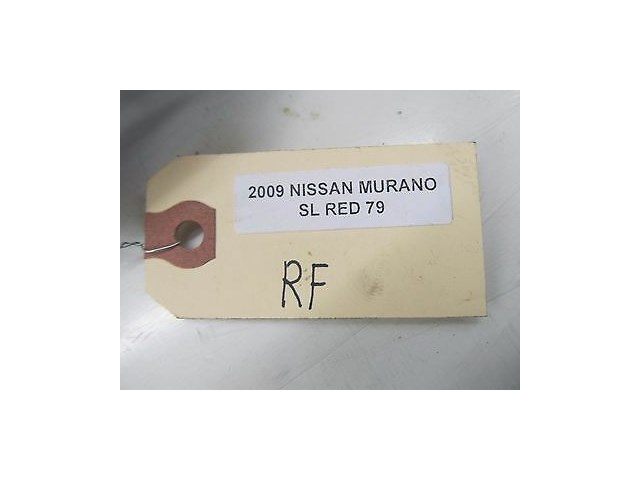 2009 NISSAN MURANO
SL RED 79
RF